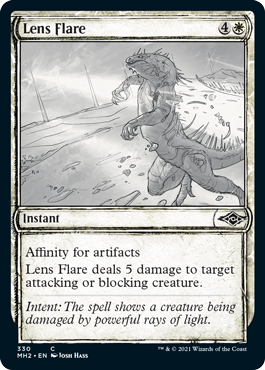 Lens Flare 4
Instant
Affinity for artifacts
Lens Flare deals 5 damage to target
attacking or blocking creature.
Intent: The spell shows a creature being
damaged by powerful rays of light.
330 C
MH2 • EN Josh Hass
™ & © 2021 Wizards of the Coast